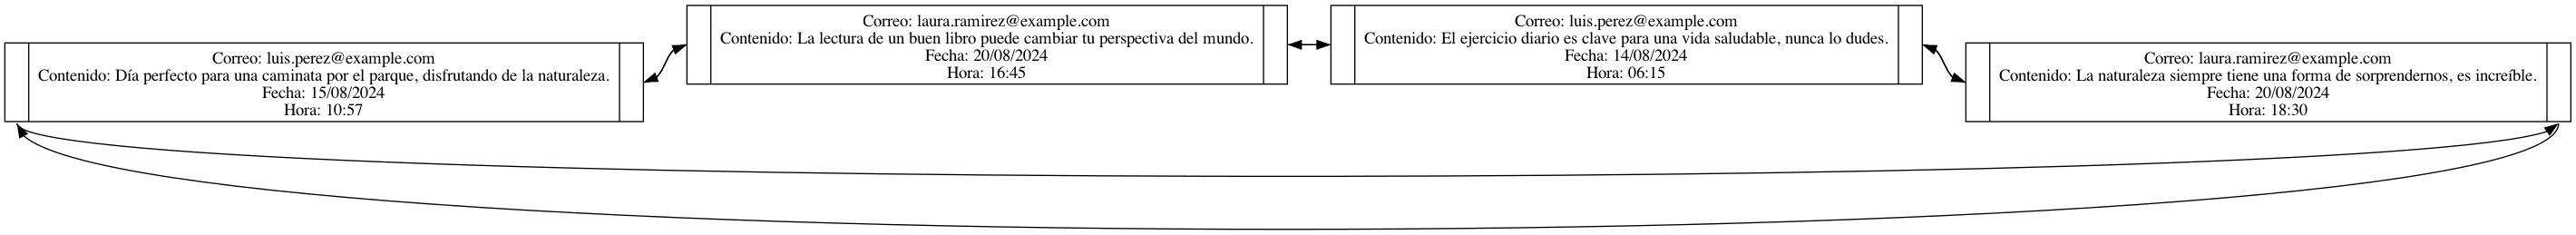 Correo: luis.perez@example.com
Contenido: Día perfecto para una caminata por el parque, disfrutando de la naturaleza.
Fecha: 15/08/2024
Hora: 10:57
Correo: laura.ramirez@example.com
Contenido: La lectura de un buen libro puede cambiar tu perspectiva del mundo.
Fecha: 20/08/2024
Hora: 16:45
Correo: luis.perez@example.com
Contenido: El ejercicio diario es clave para una vida saludable, nunca lo dudes.
Fecha: 14/08/2024
Hora: 06:15
Correo: laura.ramirez@example.com
Contenido: La naturaleza siempre tiene una forma de sorprendernos, es increíble.
Fecha: 20/08/2024
Hora: 18:30